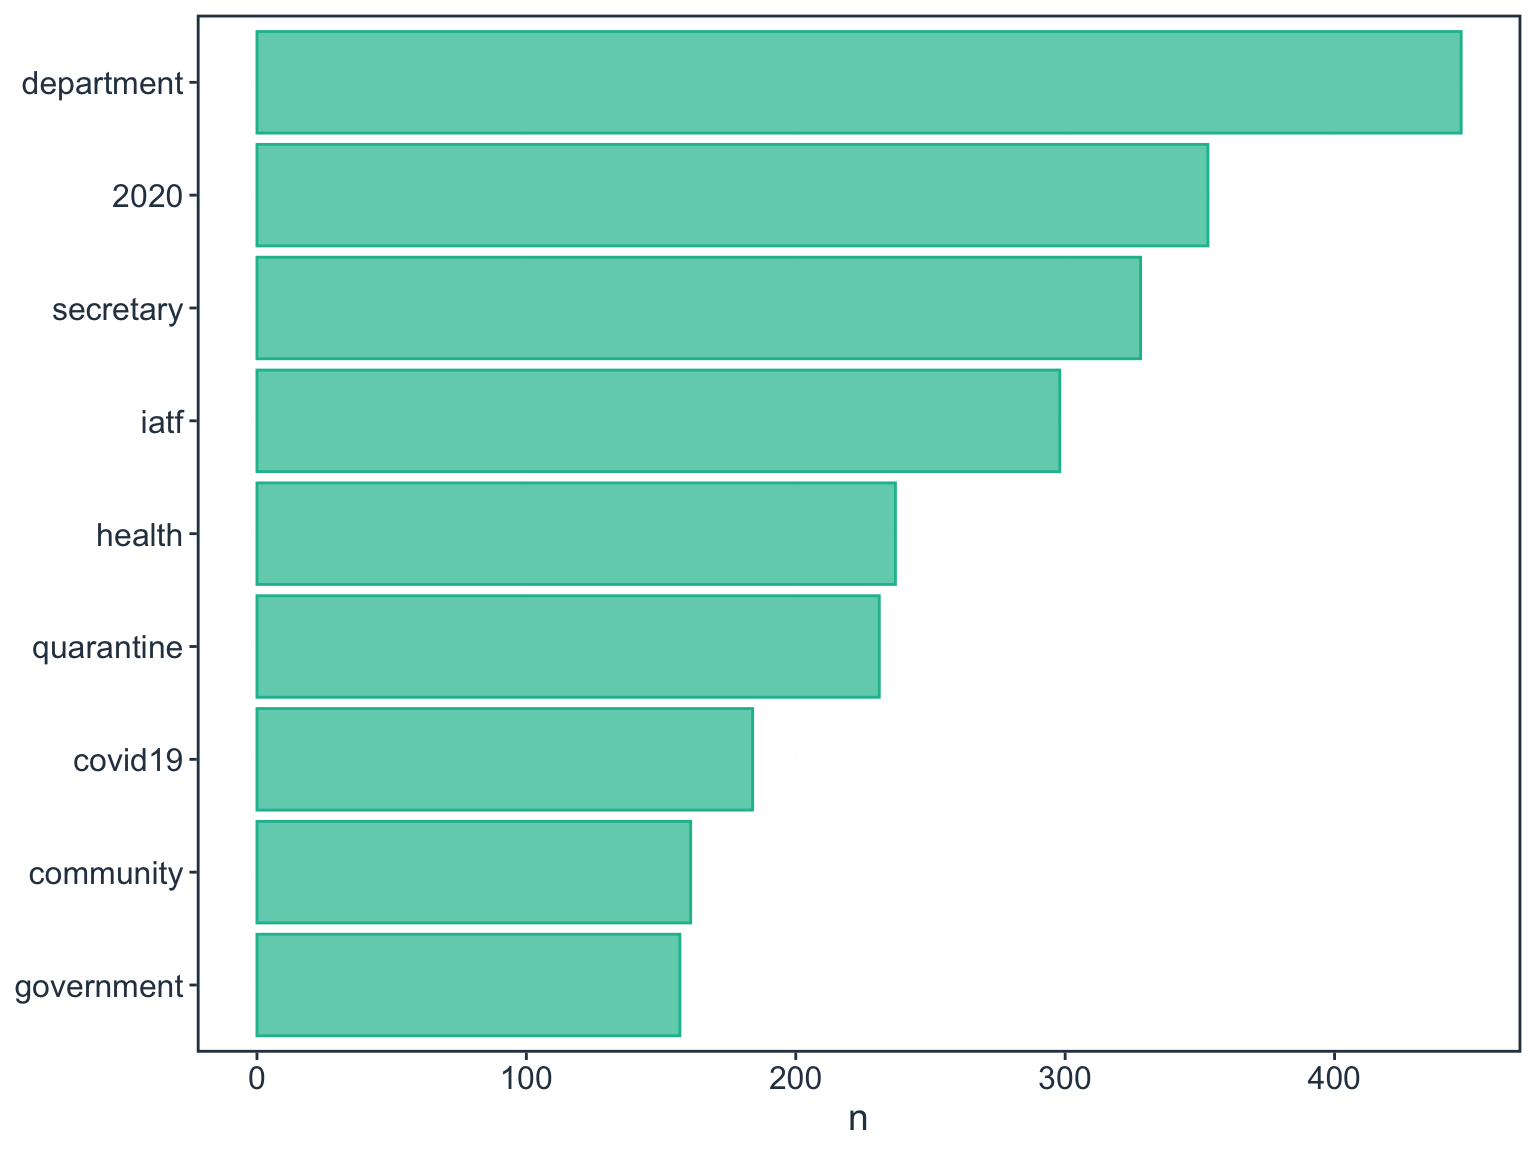 department
2020
secretary
iatf
health
quarantine
covid19
community
government
0 100 200 300 400
n